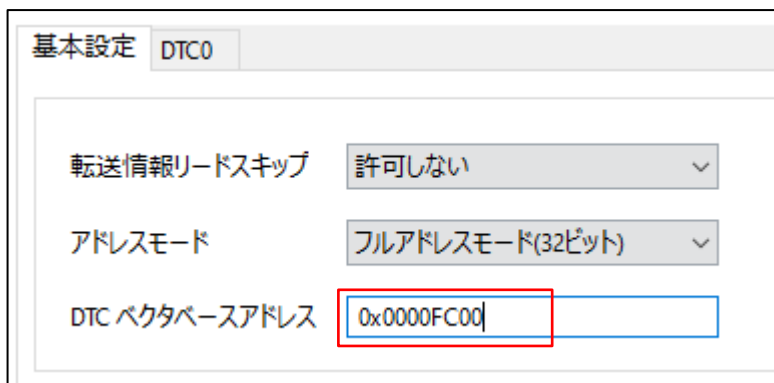 基本設定 DTC0
転送情報リードスキップ 許可しない
アドレスモード フルアドレスモード(32ビット)
DTC ベクタベースアドレス 0x0000FC00